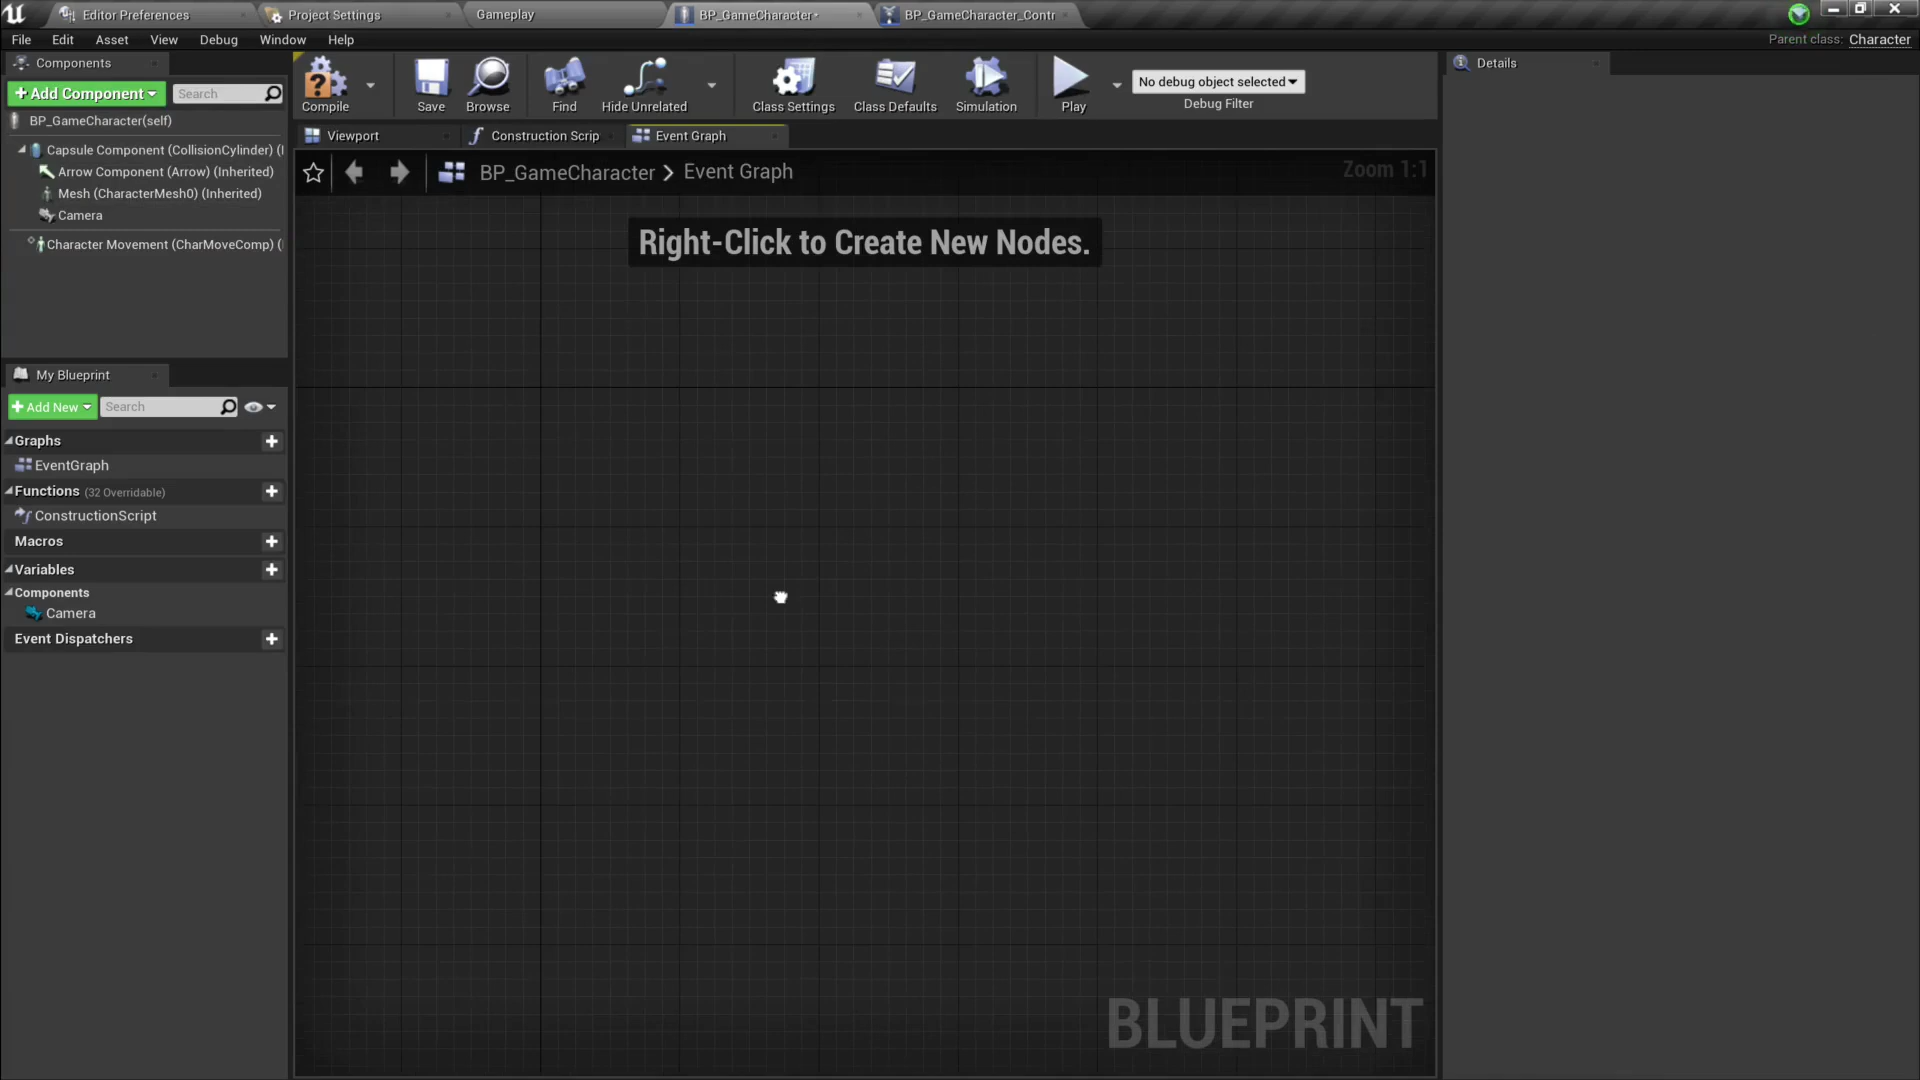 Editor Preferences
Project Settings
Gameplay
BP_GameCharacter•
BP_GameCharacter_Contr
File
Edit
Asset
View
Debug
Window
Help
Parent class: Character
Components
+ Add Component
Search
BP_GameCharacter(self)
Capsule Component (CollisionCylinder) (I
Arrow Component (Arrow) (Inherited)
Mesh (CharacterMesh0) (Inherited)
Camera
Character Movement (CharMoveComp) (I
Compile
Save
Browse
Find
Hide Unrelated
Class Settings
Class Defaults
Simulation
Play
No debug object selected
Debug Filter
Details
Viewport
Construction Scrip
Event Graph
BP_GameCharacter > Event Graph
Zoom 1:1
Right-Click to Create New Nodes.
My Blueprint
+ Add New
Search
Graphs
EventGraph
Functions (32 Overridable)
ConstructionScript
Macros
Variables
Components
Camera
Event Dispatchers
BLUEPRINT